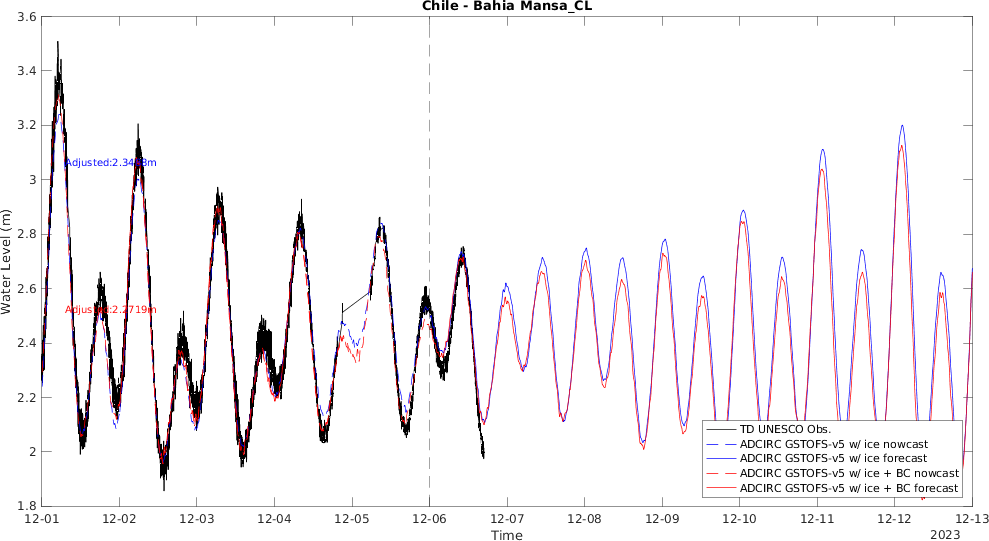 Chile - Bahia Mansa_CL
Water Level (m)
3.6
3.4
3.2
3
2.8
2.6
2.4
2.2
2
1.8
Adjusted:2.2719m
TD UNESCO Obs.
ADCIRC GSTOFS-v5 w/ ice nowcast
ADCIRC GSTOFS-v5 w/ ice forecast
ADCIRC GSTOFS-v5 w/ ice + BC nowcast
ADCIRC GSTOFS-v5 w/ ice + BC forecast
12-01 12-02 12-03 12-04 12-05 12-06 12-07 12-08 12-09 12-10 12-11 12-12 12-13
Time
2023